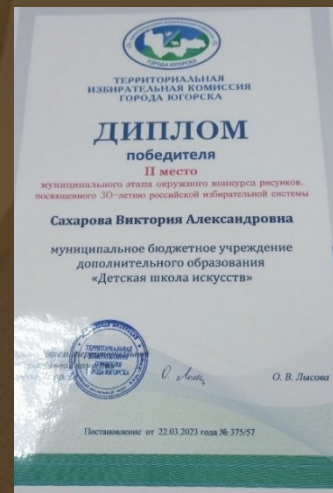 ТЕРРИТОРИАЛЬНАЯ
ИЗБИРАТЕЛЬНАЯ КОМИССИЯ
ГОРОДА ЮГОРСКА
ДИПЛОМ
победителя
II место
муниципального этапа окружного конкурса рисунков,
посвященного 30-летию российской избирательной системы
Сахарова Виктория Александровна
муниципальное бюджетное учреждение
дополнительного образования
«Детская школа искусств»
О. В. Лысова
Постановление от 22.03.2023 года № 375/57